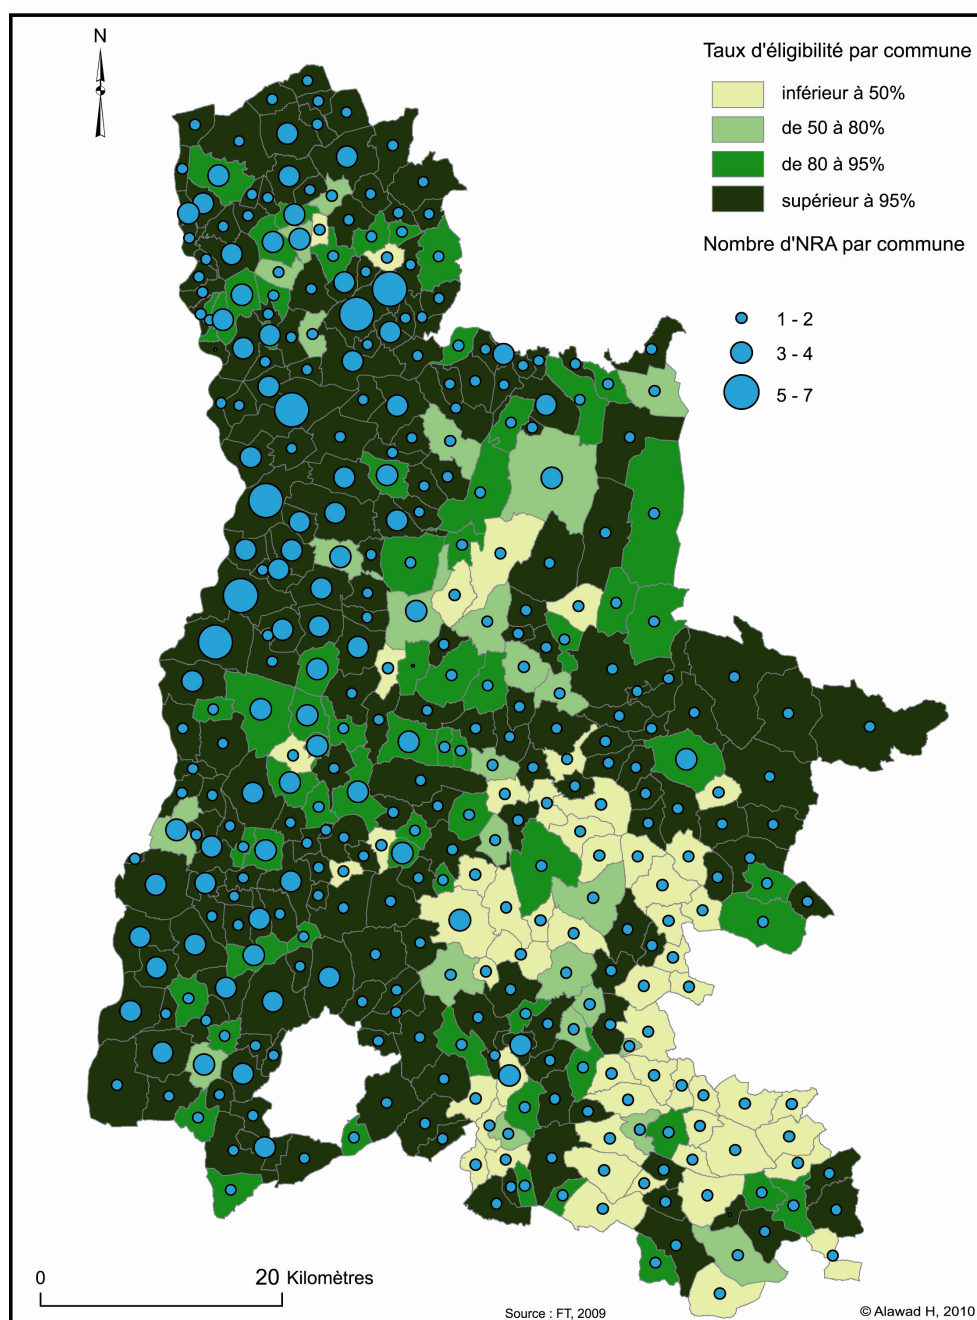 N
Taux d'éligibilité par commune
inférieur à 50%
de 50 à 80%
de 80 à 95%
supérieur à 95%
Nombre d'NRA par commune
1 - 2
3 - 4
5 - 7
0
20 Kilomètres
Source : FT, 2009
© Alawad H, 2010